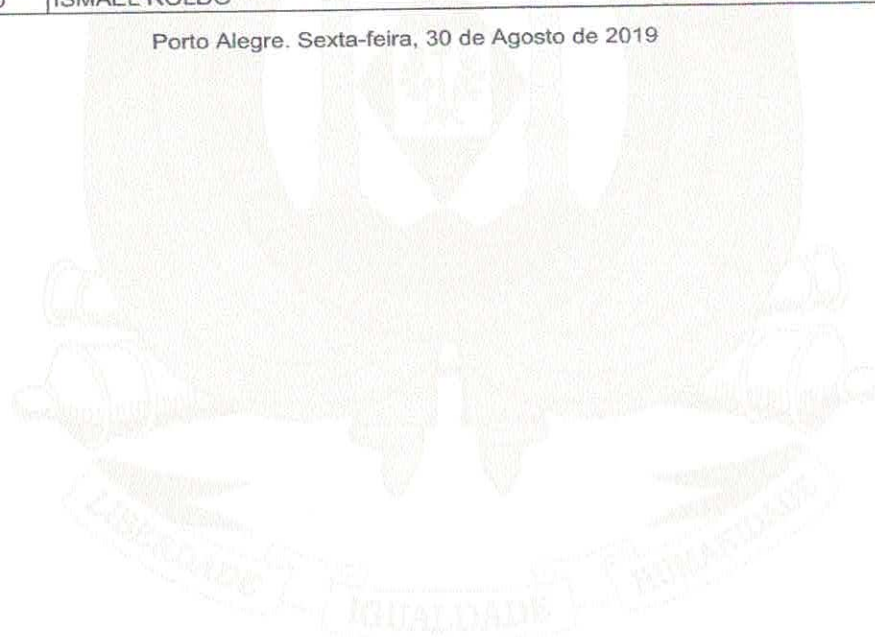 Porto Alegre. Sexta-feira, 30 de Agosto de 2019
LIBERDADE
IGUALDADE
HUMANIDADE